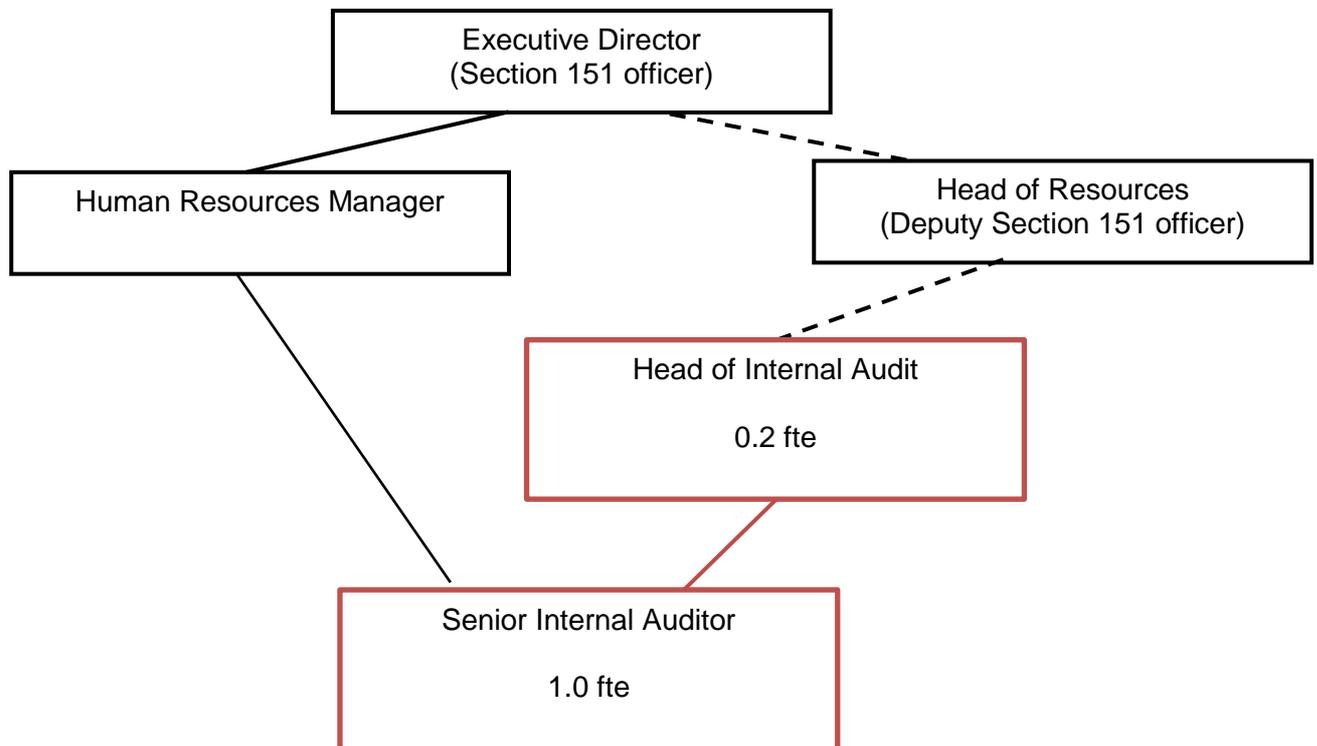 Executive Director
(Section 151 officer)
Human Resources Manager
Head of Resources
(Deputy Section 151 officer)
Head of Internal Audit
0.2 fte
Senior Internal Auditor
1.0 fte